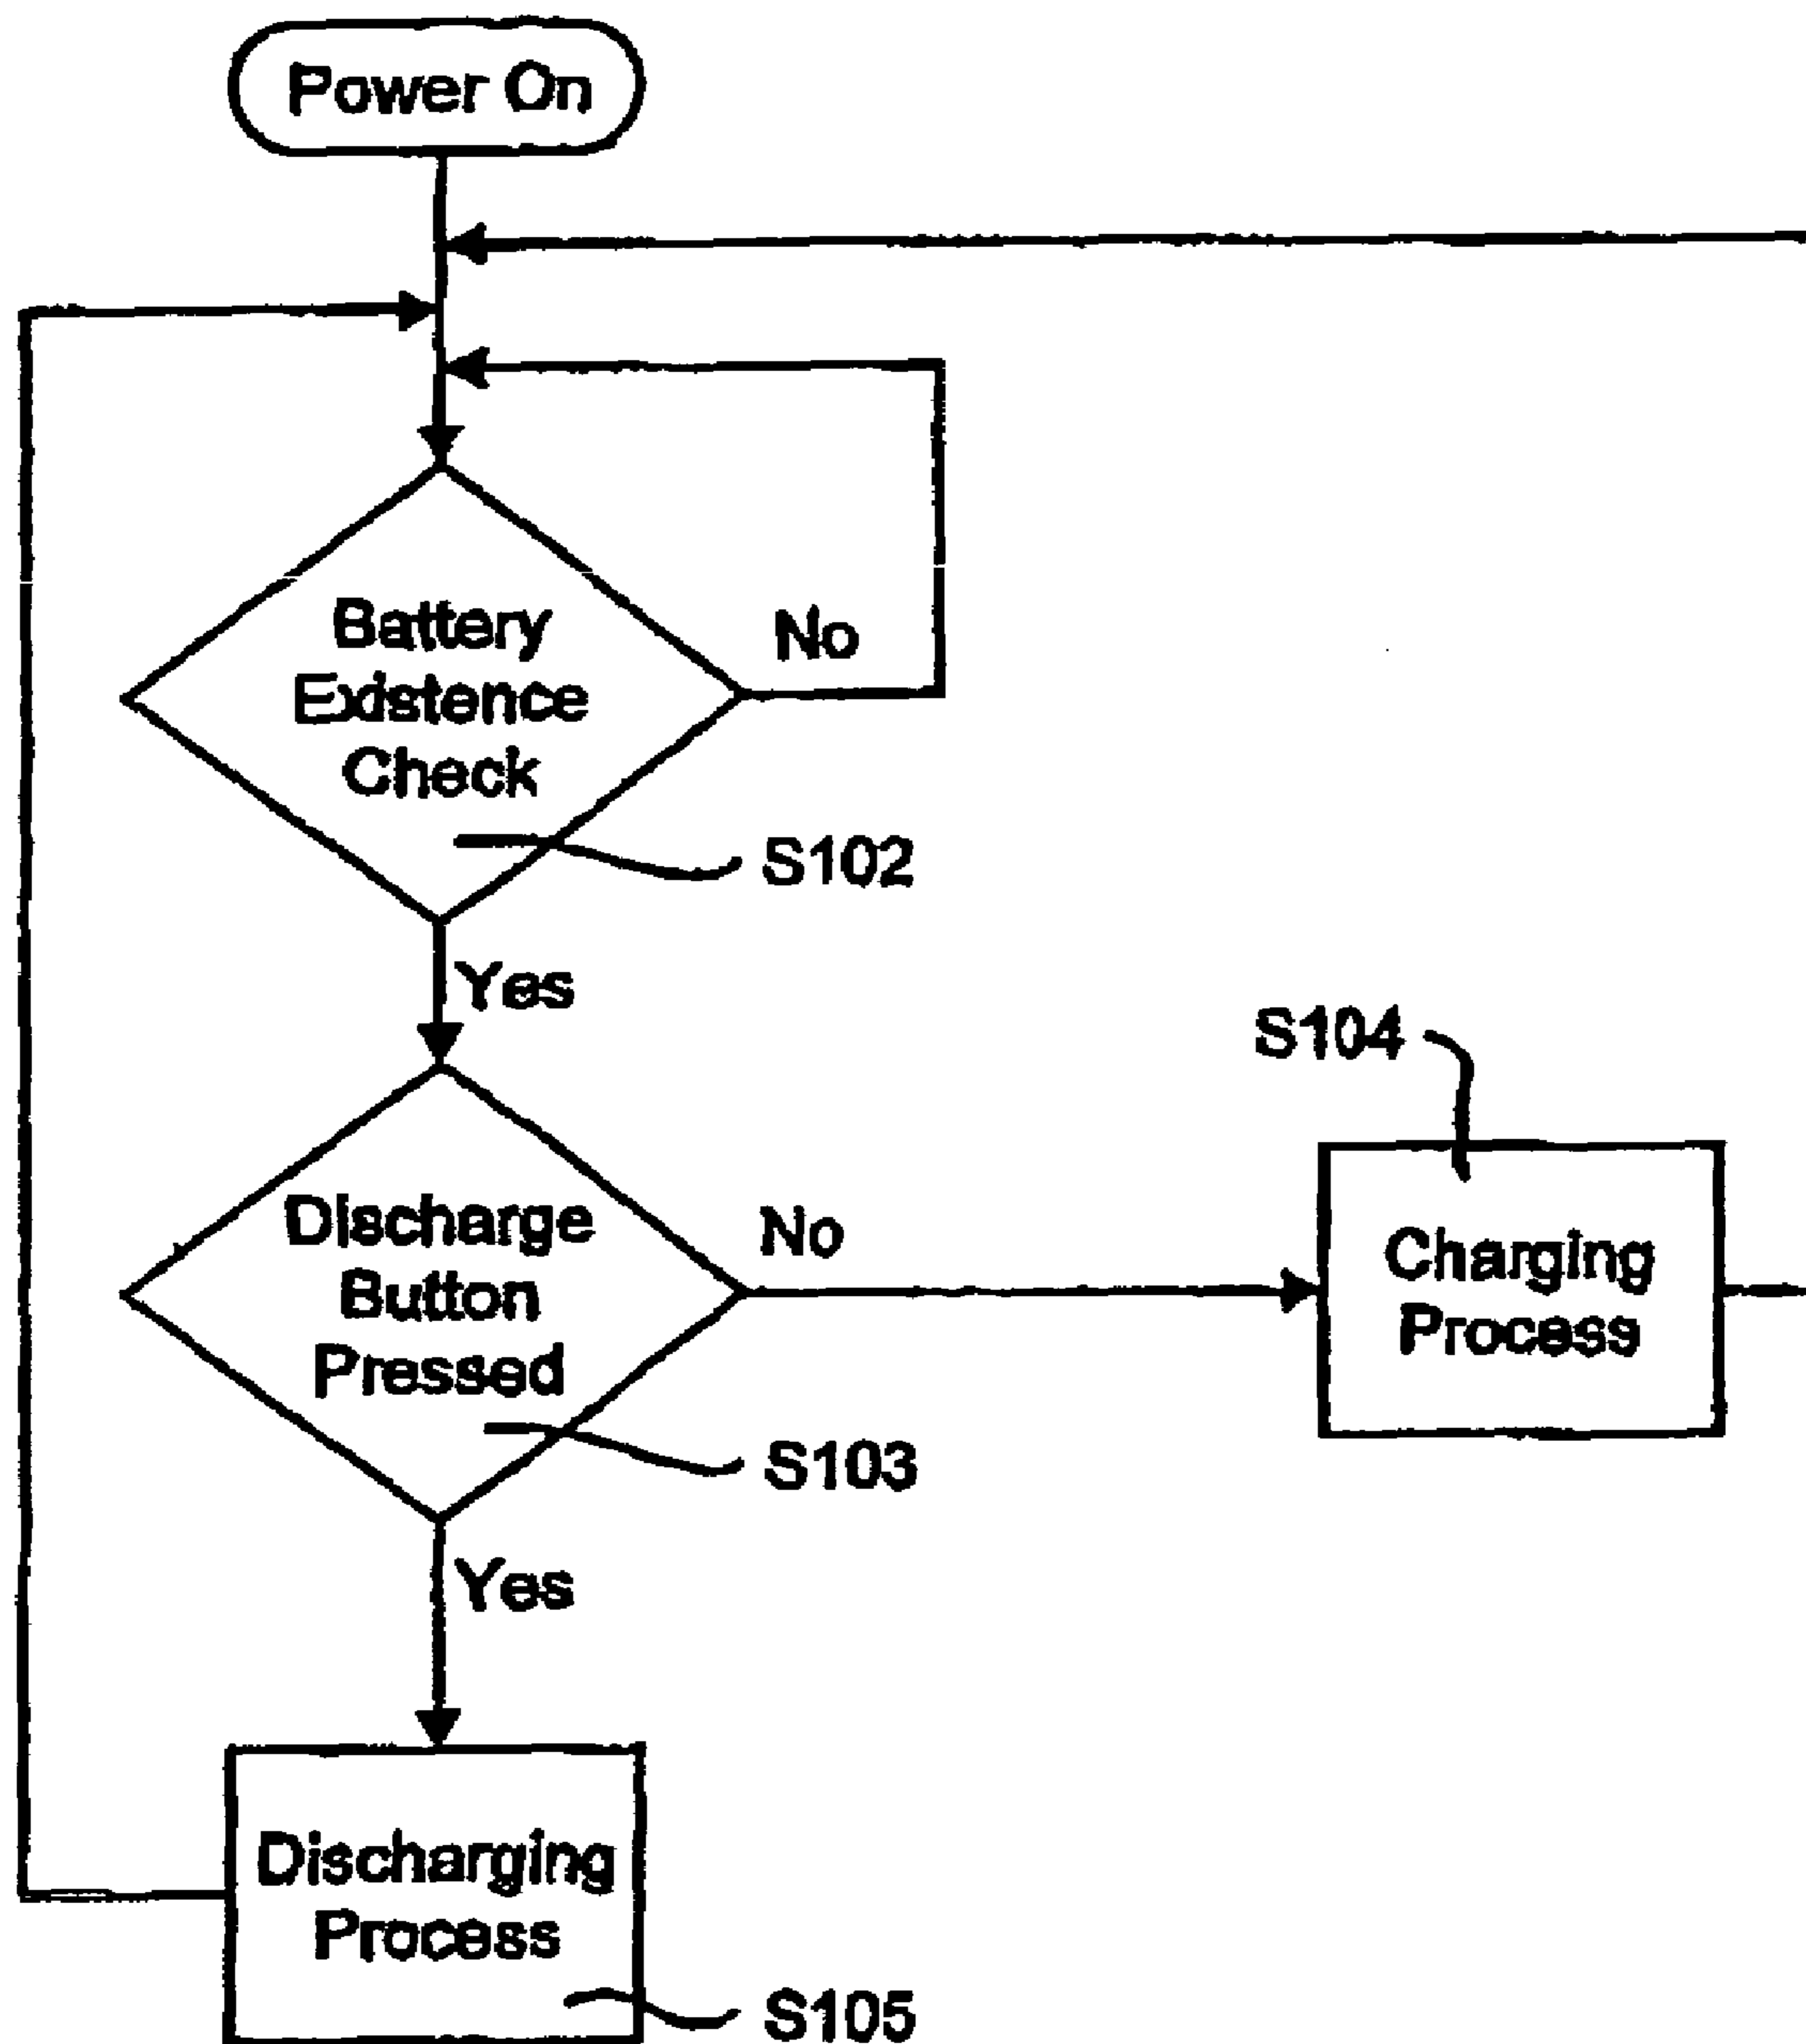 Power On
Battery
Existence
Check
No
S102
Yes
S104
Discharge
Button
Pressed
No
Charging
Process
S103
Yes
Discharging
Process
S105